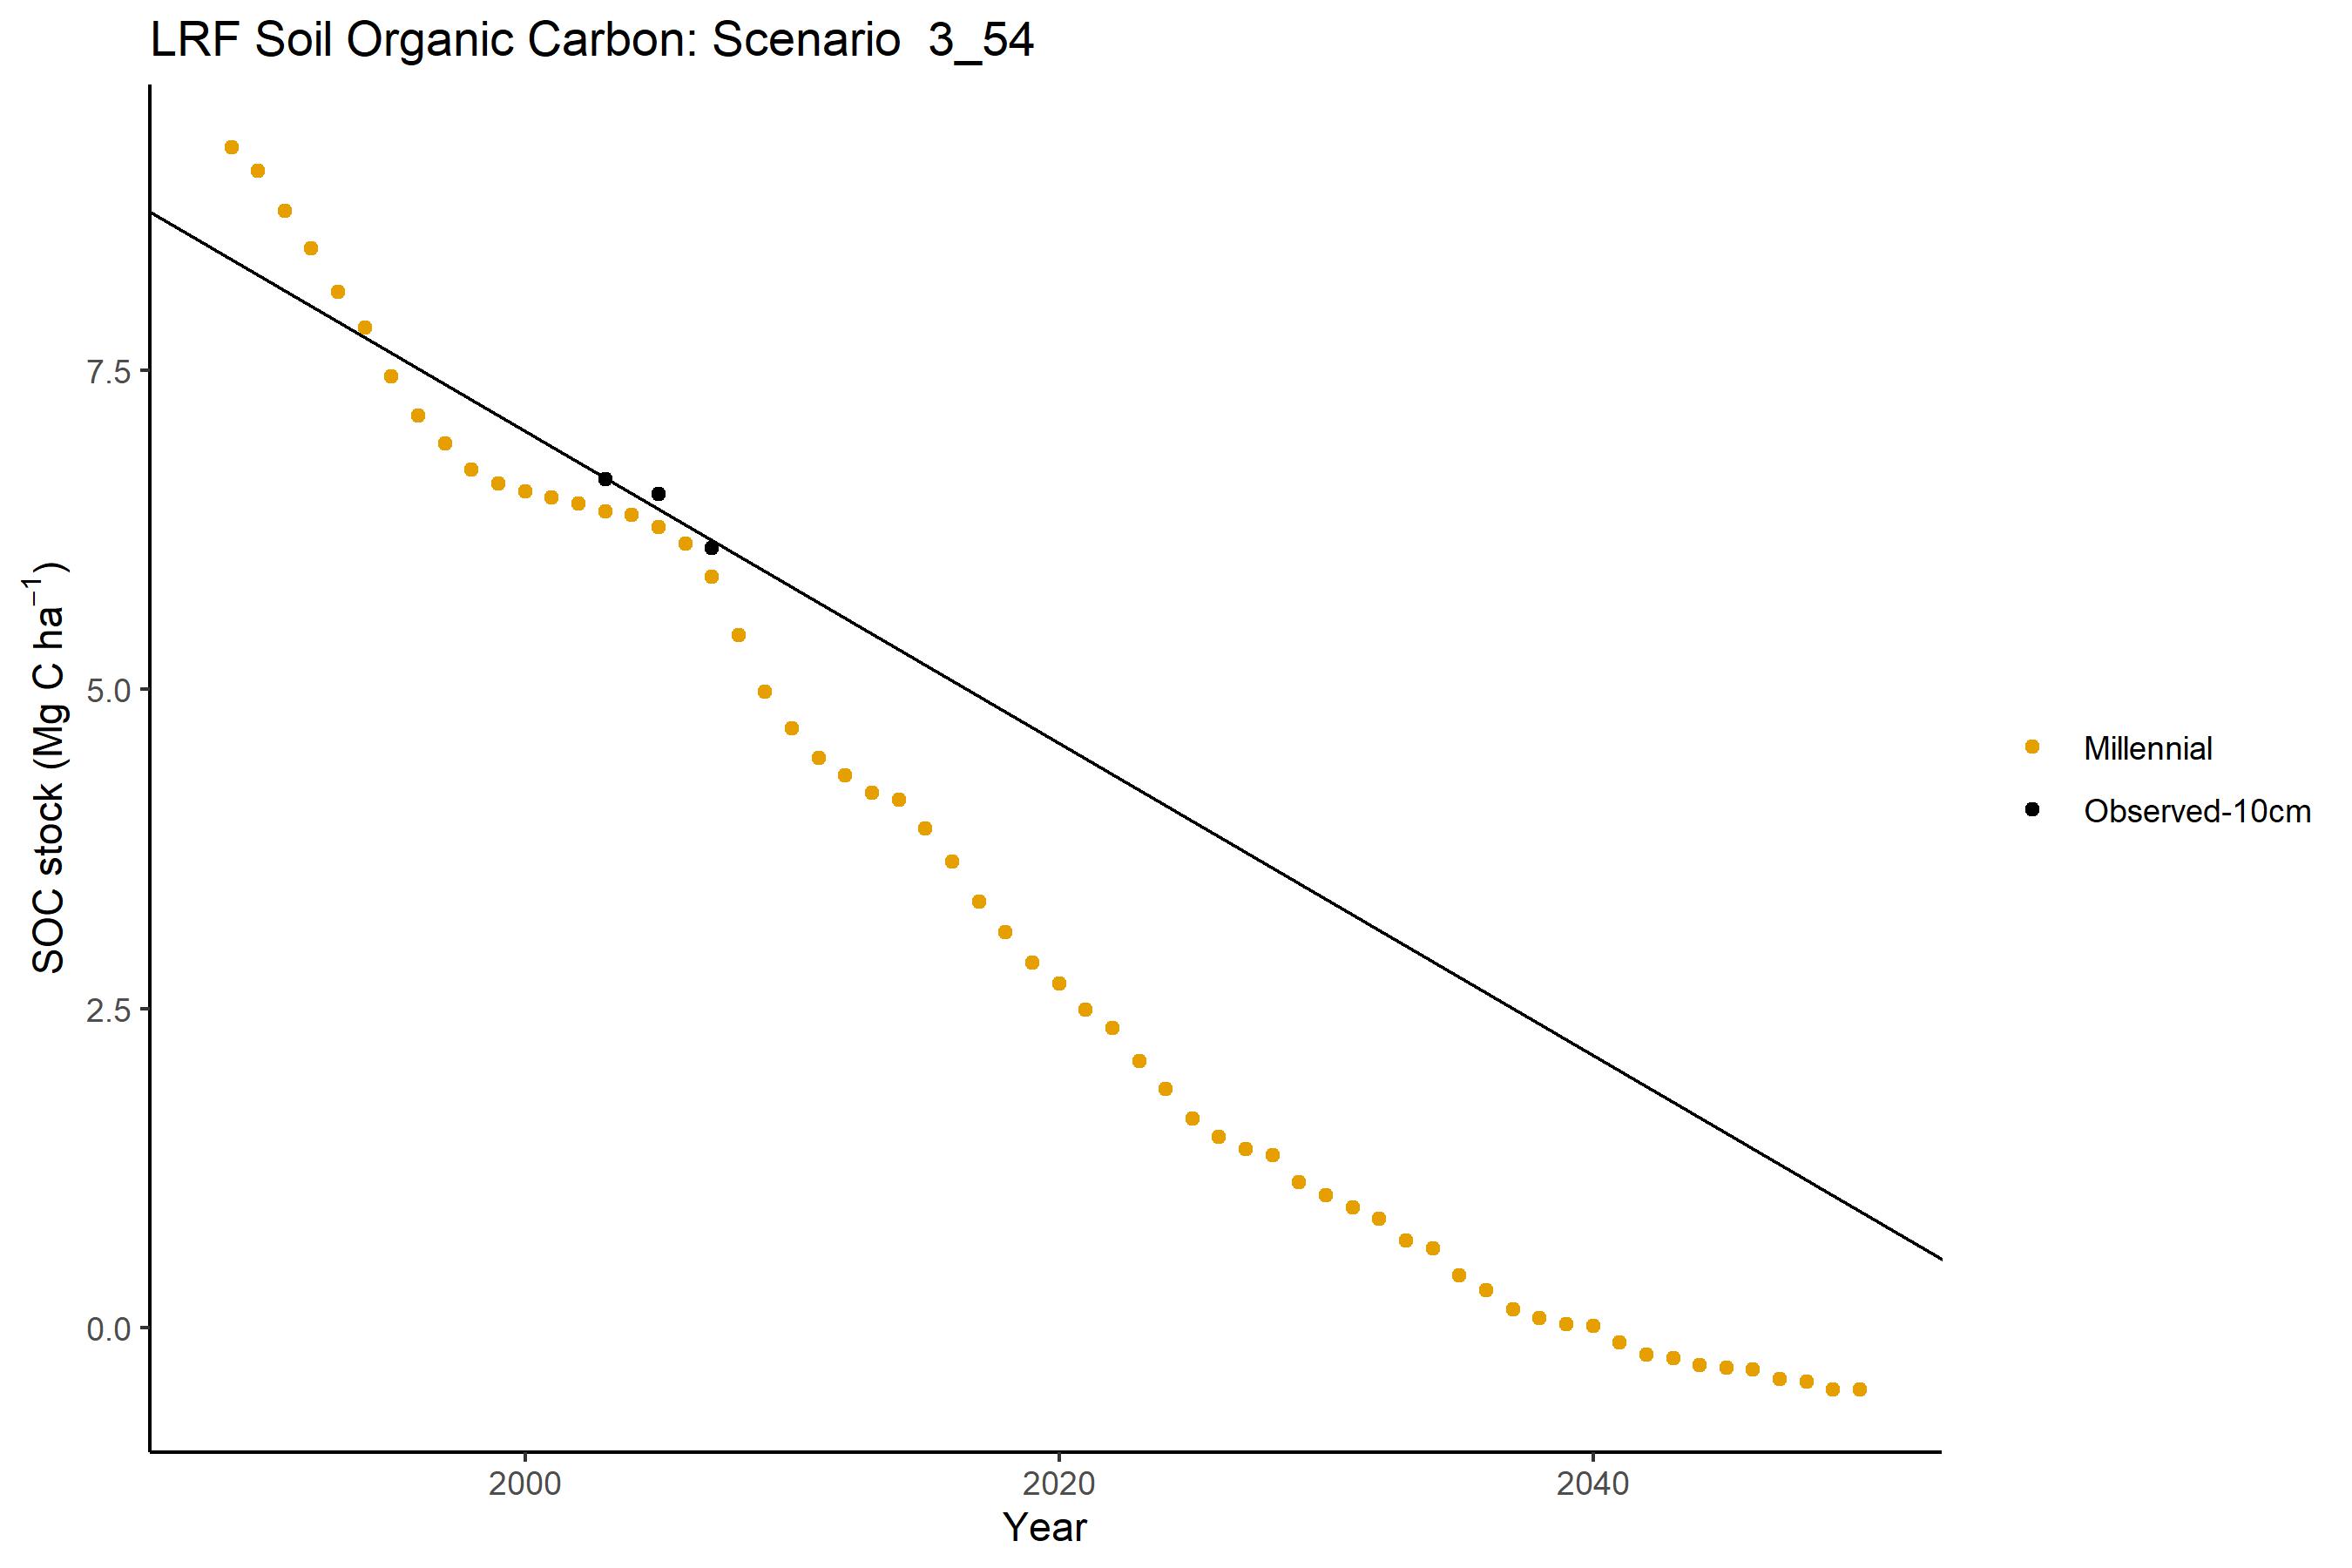 LRF Soil Organic Carbon: Scenario  3_54
SOC stock (Mg C ha⁻¹)
7.5
5.0
2.5
0.0
2000
2020
2040
Year
Millennial
Observed-10cm